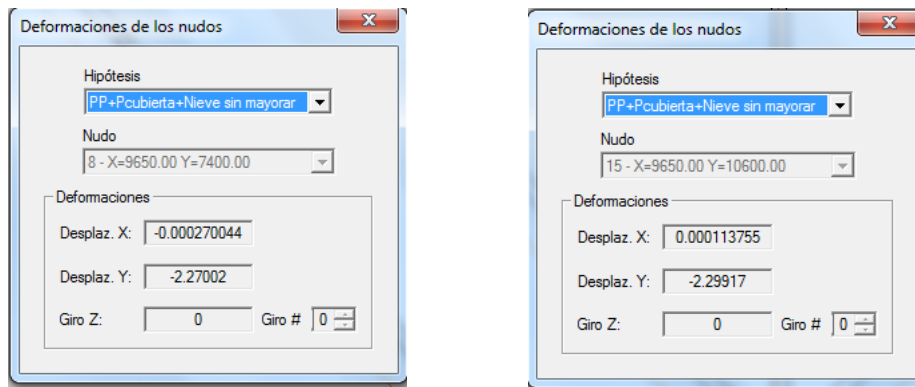 Deformaciones de los nudos
Hipótesis
PP+Pcubierta+Nieve sin mayorar
Nudo
8 - X=9650.00 Y=7400.00
Deformaciones
Desplaz. X: -0.000270044
Desplaz. Y: -2.27002
Giro Z: 0 Giro # 0
Deformaciones de los nudos
Hipótesis
PP+Pcubierta+Nieve sin mayorar
Nudo
15 - X=9650.00 Y=10600.00
Deformaciones
Desplaz. X: 0.000113755
Desplaz. Y: -2.29917
Giro Z: 0 Giro # 0